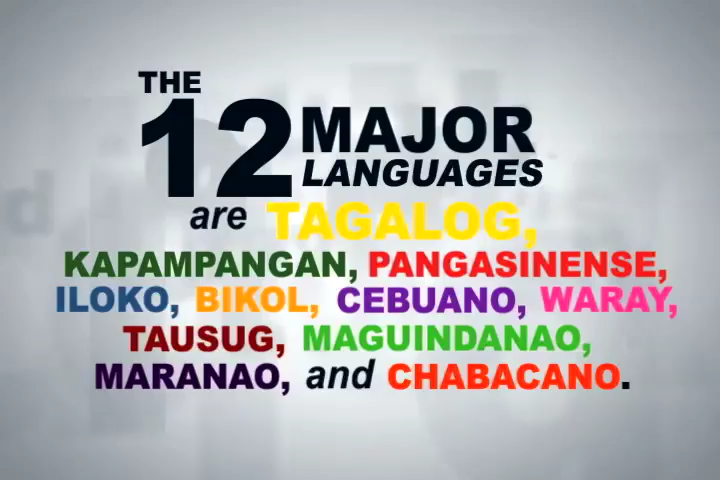 THE
12 MAJOR
LANGUAGES
are TAGALOG,
KAPAMPANGAN, PANGASINENSE,
ILOKO, BIKOL, CEBUANO, WARAY,
TAUSUG, MAGUINDANAO,
MARANAO, and CHABACANO.